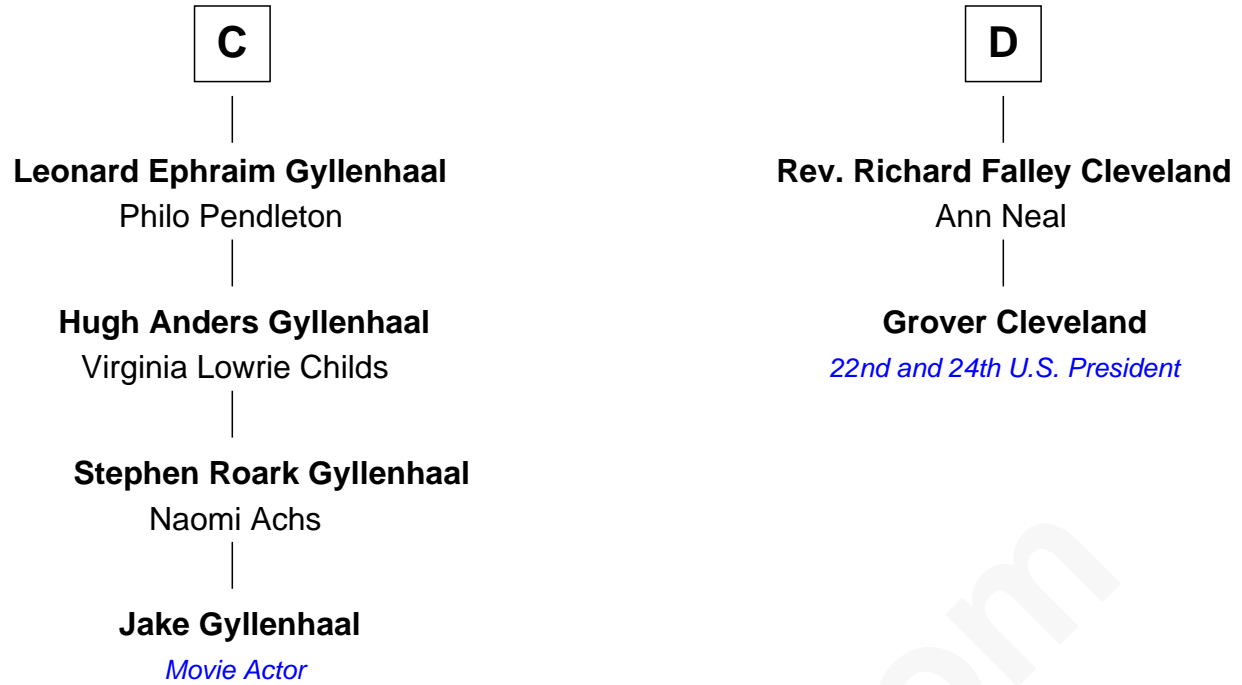 C
Leonard Ephraim Gyllenhaal
Philo Pendleton
Hugh Anders Gyllenhaal
Virginia Lowrie Childs
Stephen Roark Gyllenhaal
Naomi Achs
Jake Gyllenhaal
Movie Actor
D
Rev. Richard Falley Cleveland
Ann Neal
Grover Cleveland
22nd and 24th U.S. President
om